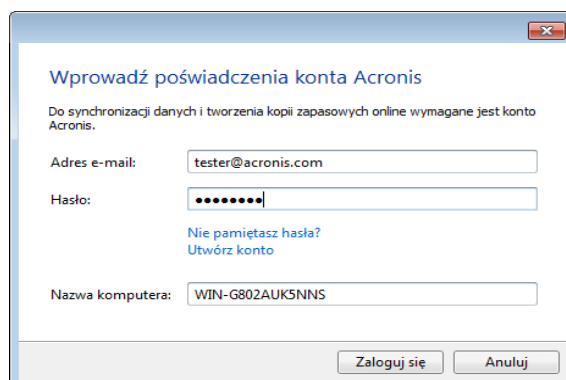 Wprowadź poświadczenia konta Acronis
Do synchronizacji danych i tworzenia kopii zapasowych online wymagane jest konto
Acronis.
Adres e-mail: tester@acronis.com
Hasło: ●●●●●●●●
Nie pamiętasz hasła?
Utwórz konto
Nazwa komputera: WIN-G802AUK5NNS
Zaloguj się Anuluj